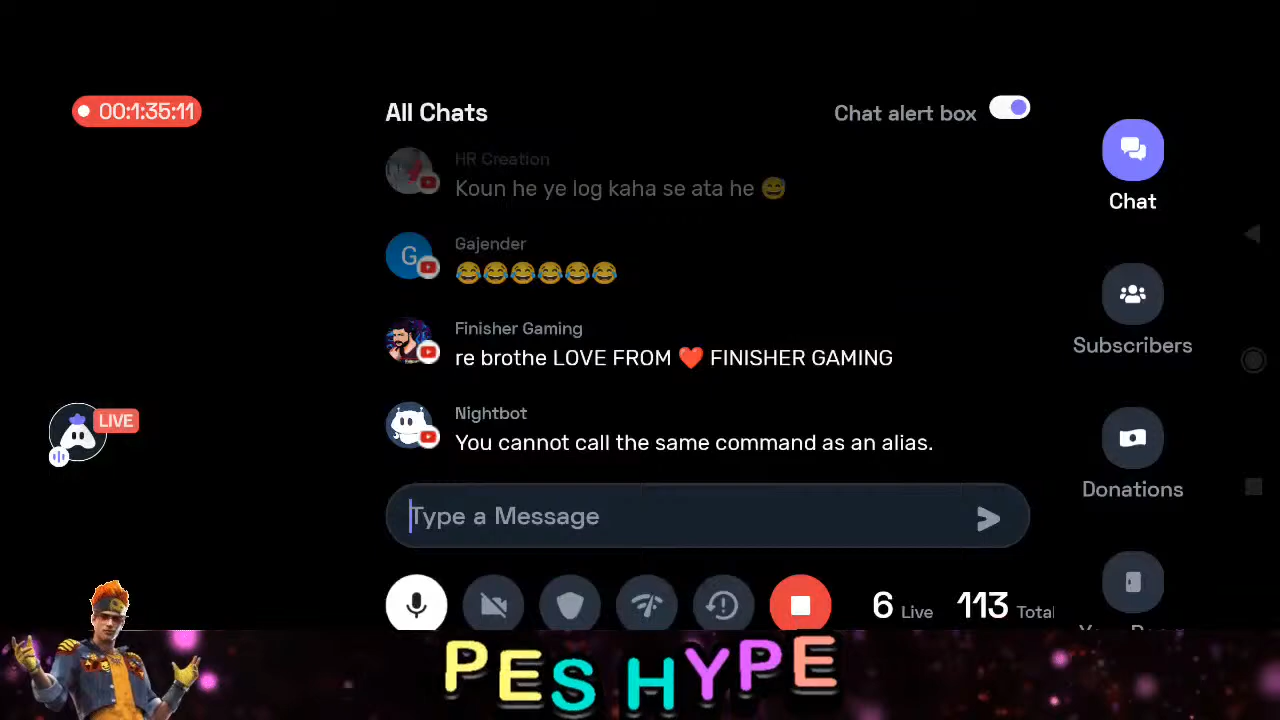 00:1:35:11
All Chats
Chat alert box
HR Creation
Koun he ye log kaha se ata he 😅
Chat
Gajender
G
😂😂😂😂😂😂
Finisher Gaming
re brothe LOVE FROM ❤️ FINISHER GAMING
Subscribers
LIVE
Nightbot
You cannot call the same command as an alias.
Donations
Type a Message
6 Live 113 Total
PES HYPE